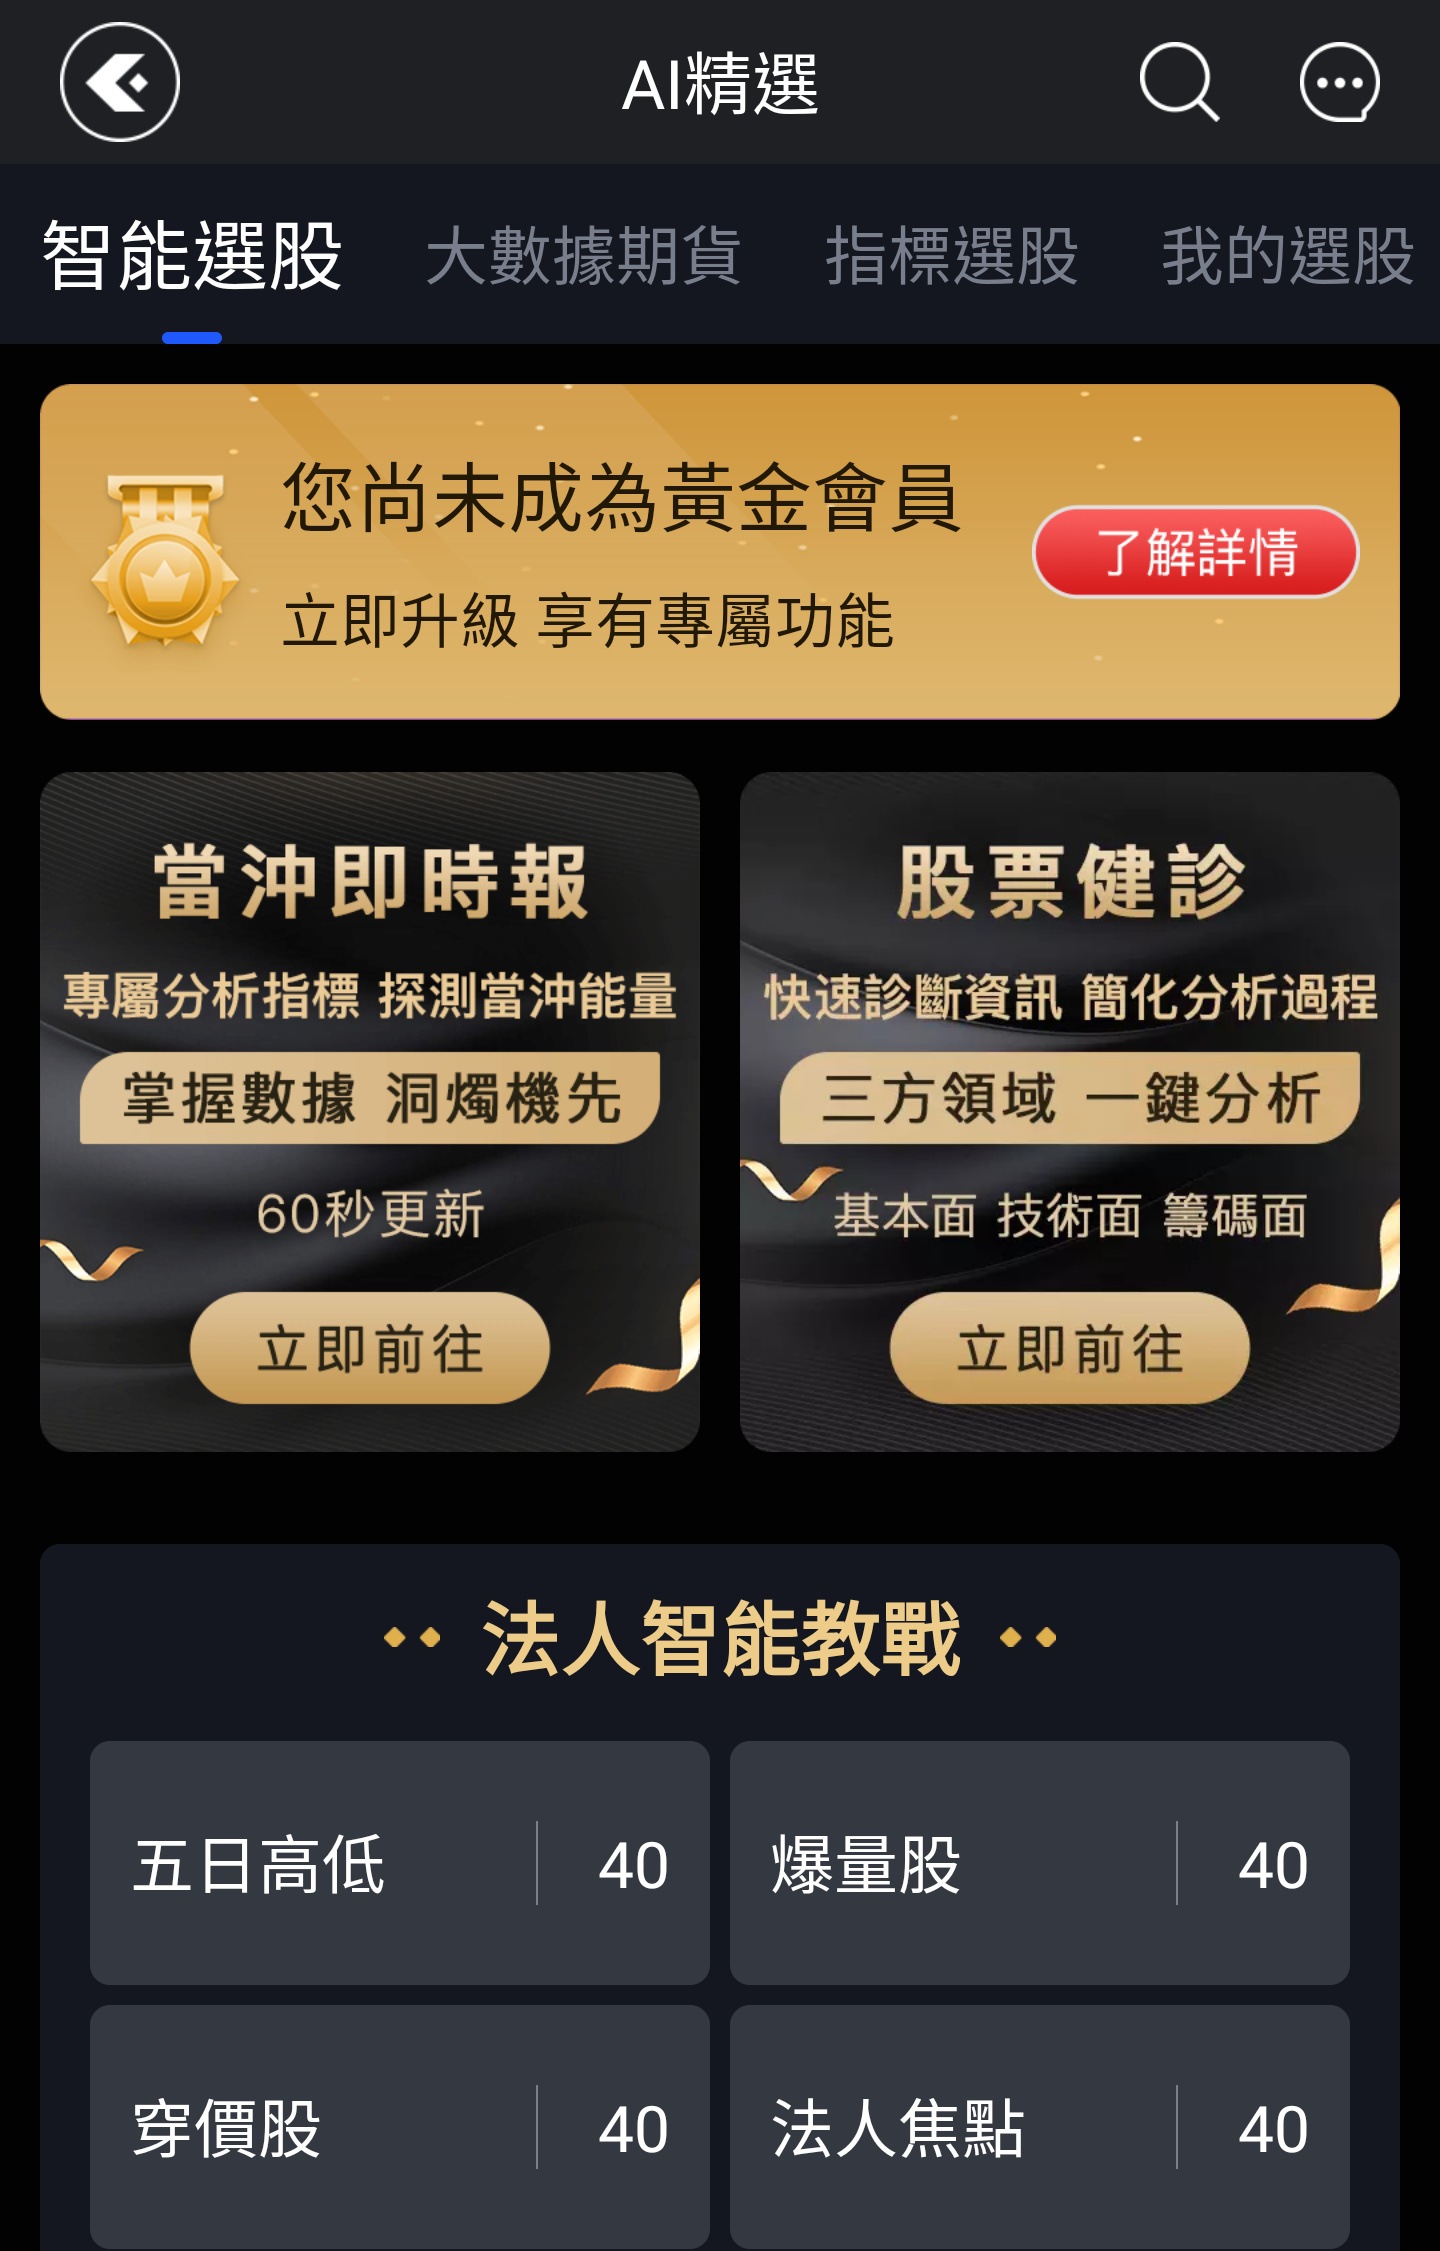 AI精選
智能選股 大數據期貨 指標選股 我的選股
您尚未成為黃金會員
立即升級 享有專屬功能
了解詳情
當沖即時報
專屬分析指標 探測當沖能量
掌握數據 洞燭機先
60秒更新
立即前往
股票健診
快速診斷資訊 簡化分析過程
三方領域 一鍵分析
基本面 技術面 籌碼面
立即前往
法人智能教戰
五日高低 40
爆量股 40
穿價股 40
法人焦點 40